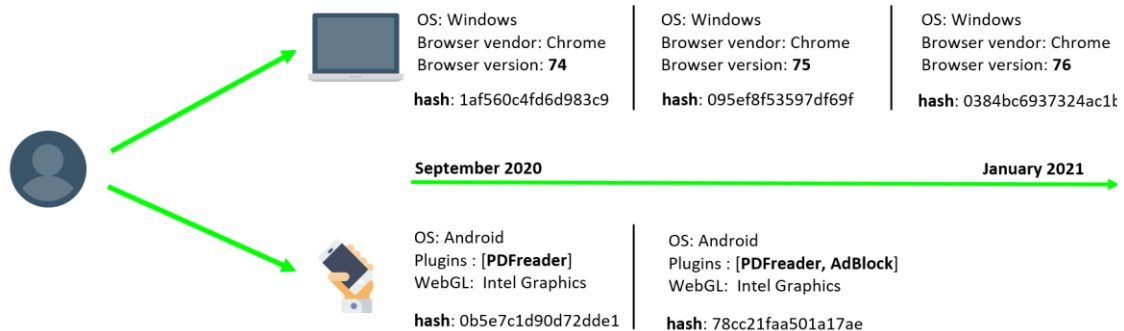 OS: Windows
Browser vendor: Chrome
Browser version: 74
hash: 1af560c4fd6d983c9
OS: Windows
Browser vendor: Chrome
Browser version: 75
hash: 095ef8f53597df69f
OS: Windows
Browser vendor: Chrome
Browser version: 76
hash: 0384bc6937324ac1b
September 2020
January 2021
OS: Android
Plugins : [PDFreader]
WebGL: Intel Graphics
hash: 0b5e7c1d90d72dde1
OS: Android
Plugins : [PDFreader, AdBlock]
WebGL: Intel Graphics
hash: 78cc21faa501a17ae